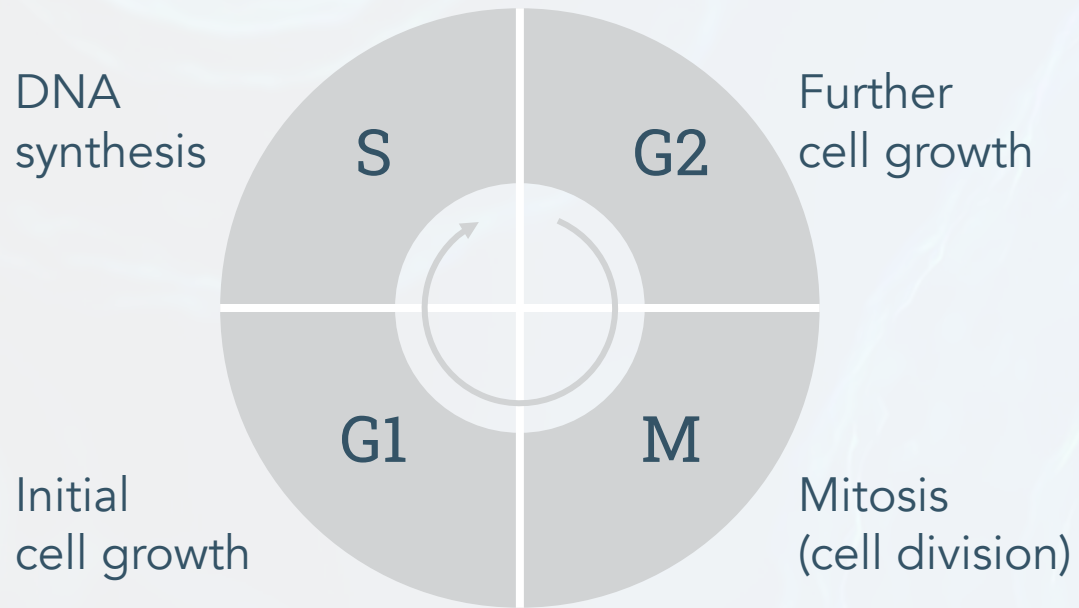 DNA
synthesis
S
G2
Further
cell growth
G1
M
Initial
cell growth
Mitosis
(cell division)